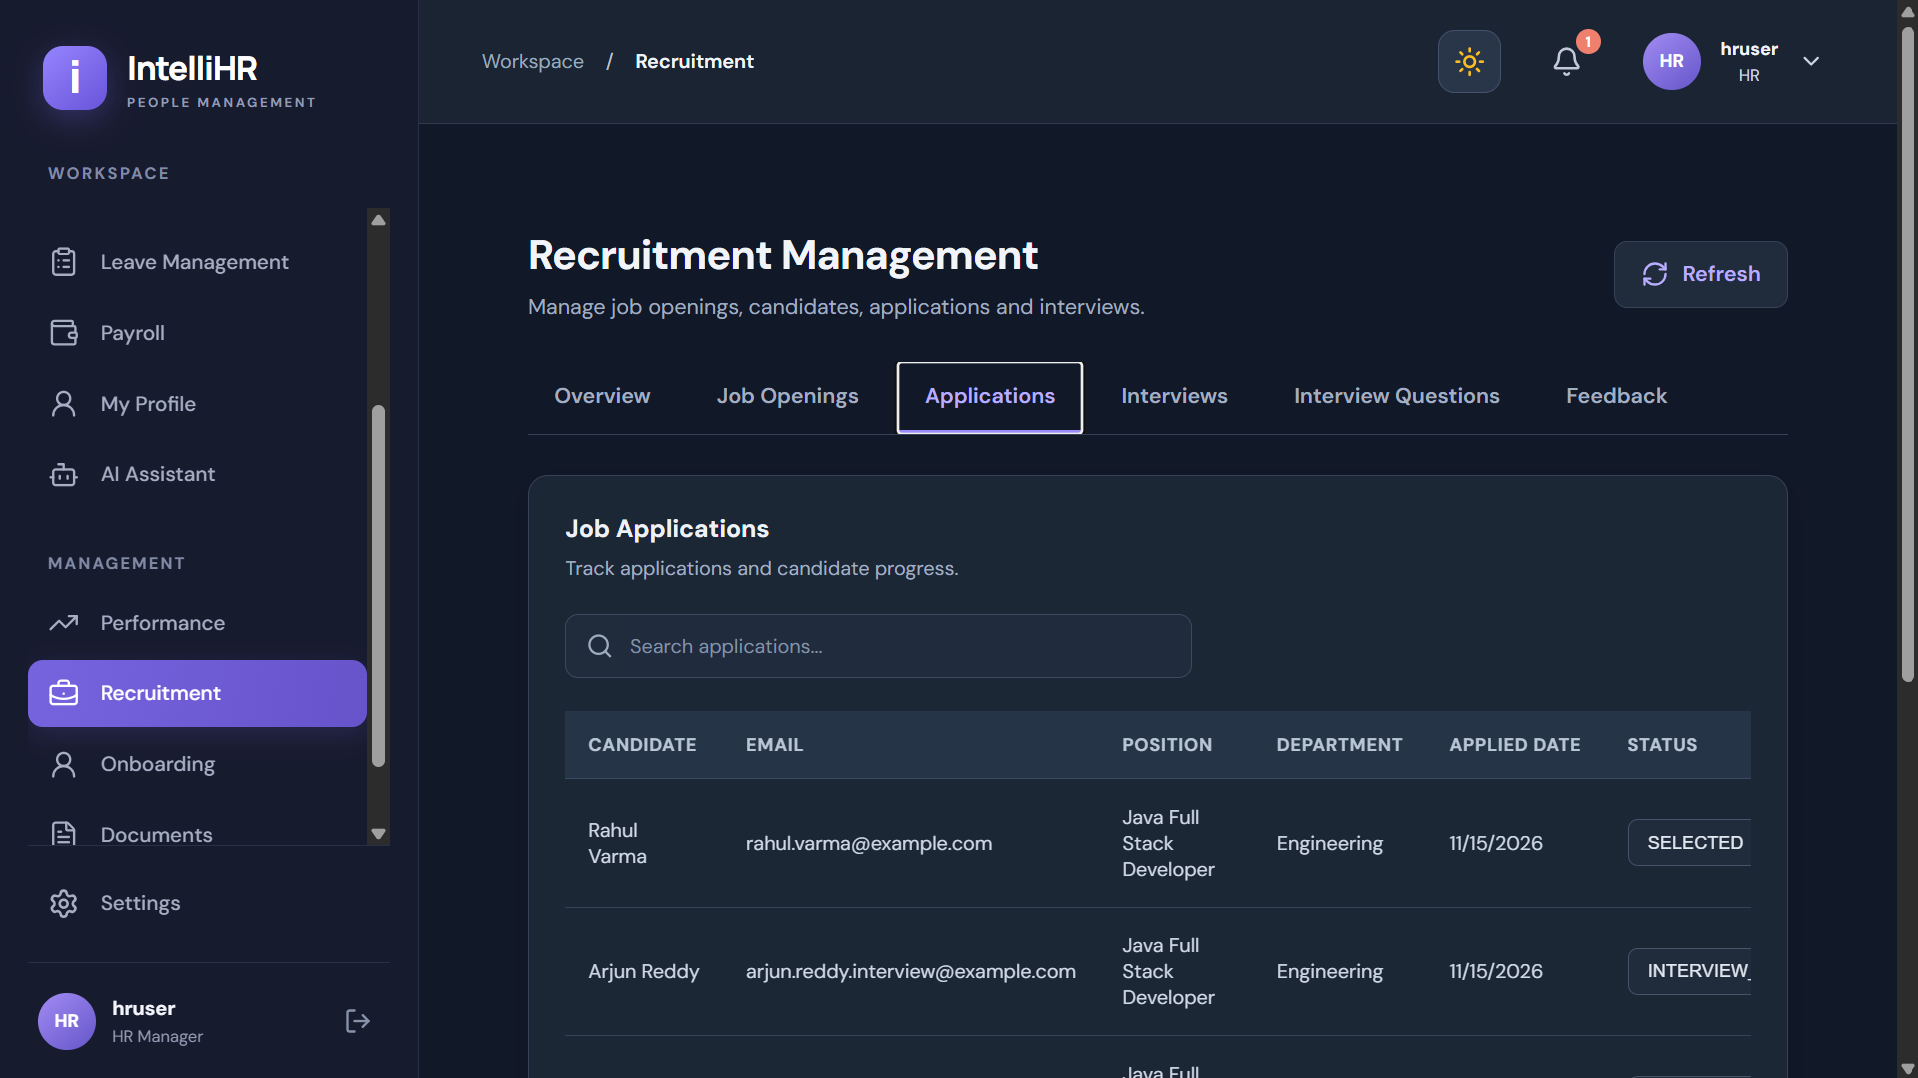 i
IntelliHR
PEOPLE MANAGEMENT
WORKSPACE
Leave Management
Payroll
My Profile
AI Assistant
MANAGEMENT
Performance
Recruitment
Onboarding
Documents
Settings
HR
hruser
HR Manager
Workspace / Recruitment
1
HR
hruser
HR
Recruitment Management
Manage job openings, candidates, applications and interviews.
Refresh
Overview Job Openings Applications Interviews Interview Questions Feedback
Job Applications
Track applications and candidate progress.
Search applications...
CANDIDATE EMAIL POSITION DEPARTMENT APPLIED DATE STATUS
Rahul
Varma
rahul.varma@example.com
Java Full
Stack
Developer
Engineering
11/15/2026
SELECTED
Arjun Reddy
arjun.reddy.interview@example.com
Java Full
Stack
Developer
Engineering
11/15/2026
INTERVIEW_
Java Full